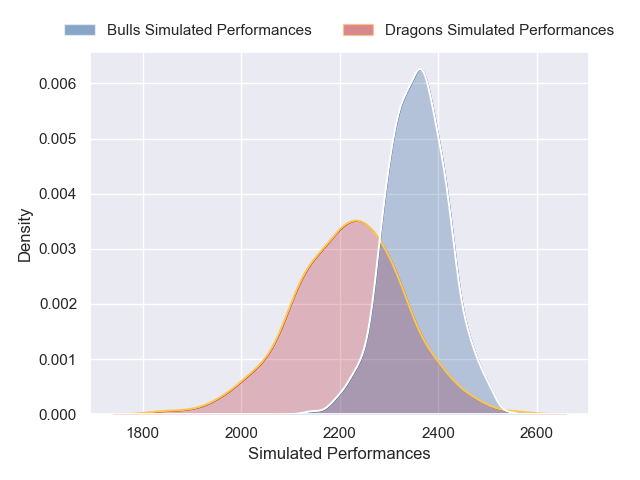 Bulls Simulated Performances Dragons Simulated Performances
0.006
0.005
0.004
0.003
0.002
0.001
0.000
Density
1800 2000 2200 2400 2600
Simulated Performances